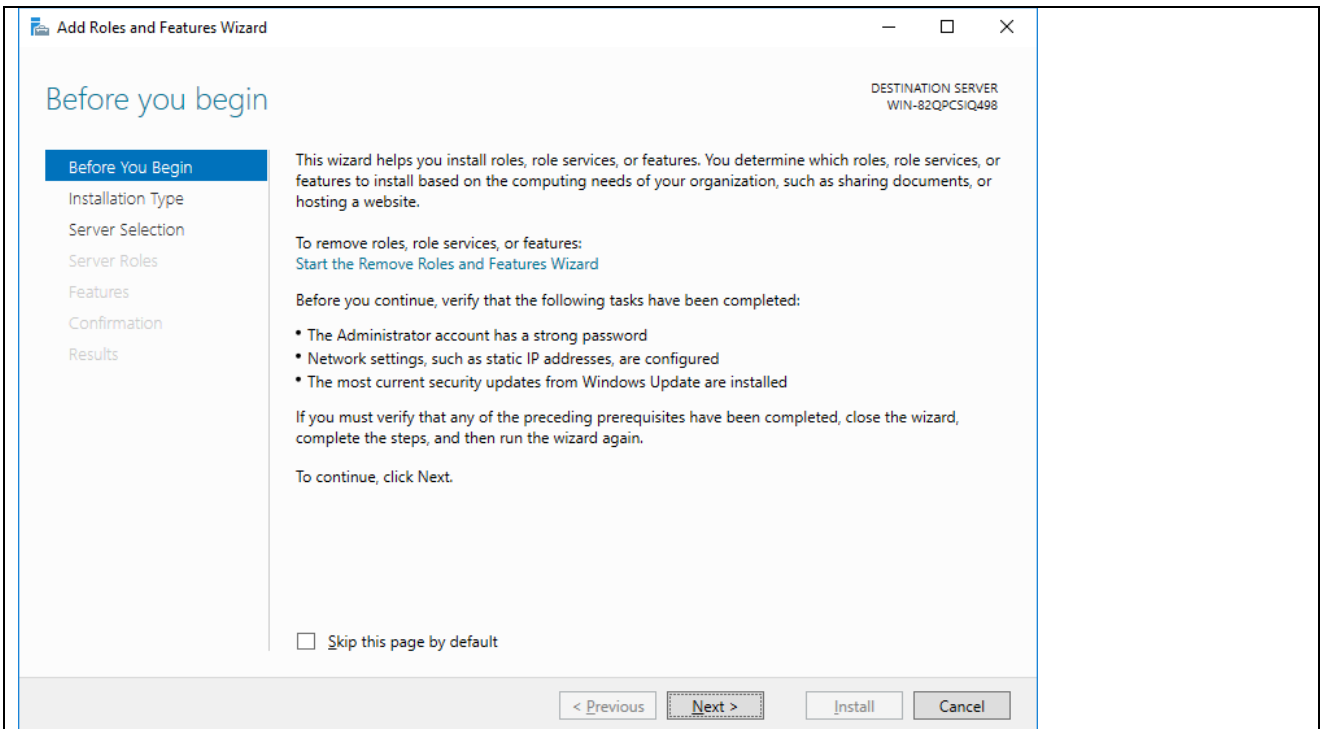 Add Roles and Features Wizard
Before you begin
DESTINATION SERVER
WIN-82QPCSIQ498
Before You Begin
Installation Type
Server Selection
Server Roles
Features
Confirmation
Results
This wizard helps you install roles, role services, or features. You determine which roles, role services, or
features to install based on the computing needs of your organization, such as sharing documents, or
hosting a website.
To remove roles, role services, or features:
Start the Remove Roles and Features Wizard
Before you continue, verify that the following tasks have been completed:
• The Administrator account has a strong password
• Network settings, such as static IP addresses, are configured
• The most current security updates from Windows Update are installed
If you must verify that any of the preceding prerequisites have been completed, close the wizard,
complete the steps, and then run the wizard again.
To continue, click Next.
Skip this page by default
< Previous
Next >
Install
Cancel